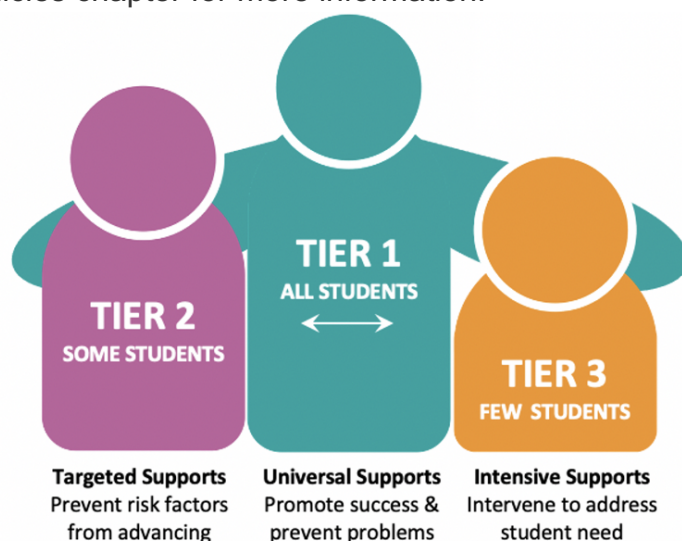 chapter for more information.
TIER 1
ALL STUDENTS
TIER 2
SOME STUDENTS
TIER 3
FEW STUDENTS
Targeted Supports
Prevent risk factors
from advancing
Universal Supports
Promote success &
prevent problems
Intensive Supports
Intervene to address
student need